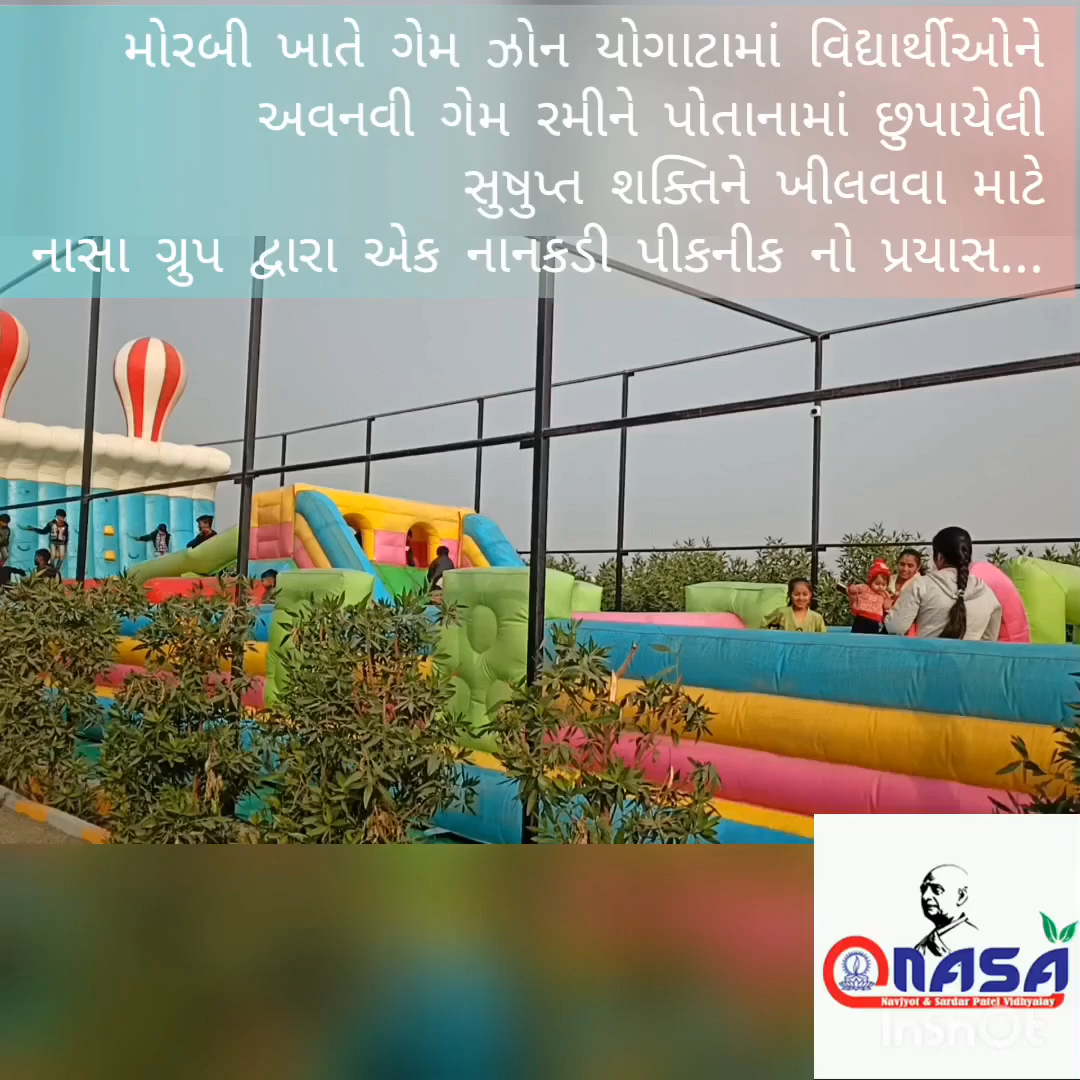 મોરબી ખાતે ગેમ ઝોન યોગાટામાં વિદ્યાર્થીઓને
અવનવી ગેમ રમીને પોતાનામાં છુપાયેલી
સુષુપ્ત શક્તિને ખીલવવા માટે
નાસા ગ્રુપ દ્વારા એક નાનકડી પીકનીક નો પ્રયાસ...
NASA
Navjyot & Sardar Patel Vidhyalay
InShOt